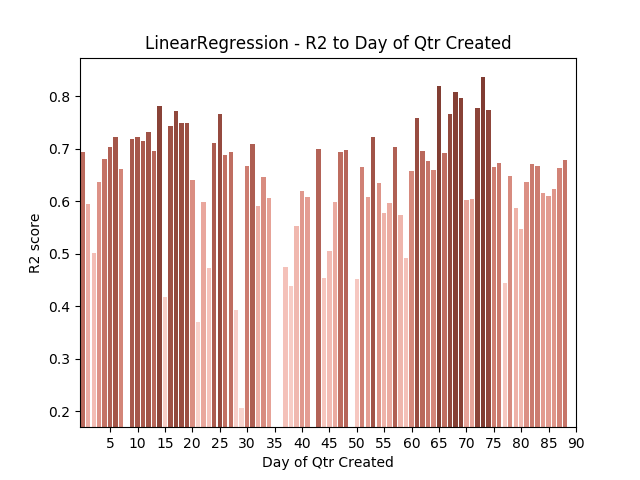 LinearRegression - R2 to Day of Qtr Created
R2 score
0.8
0.7
0.6
0.5
0.4
0.3
0.2
5 10 15 20 25 30 35 40 45 50 55 60 65 70 75 80 85 90
Day of Qtr Created